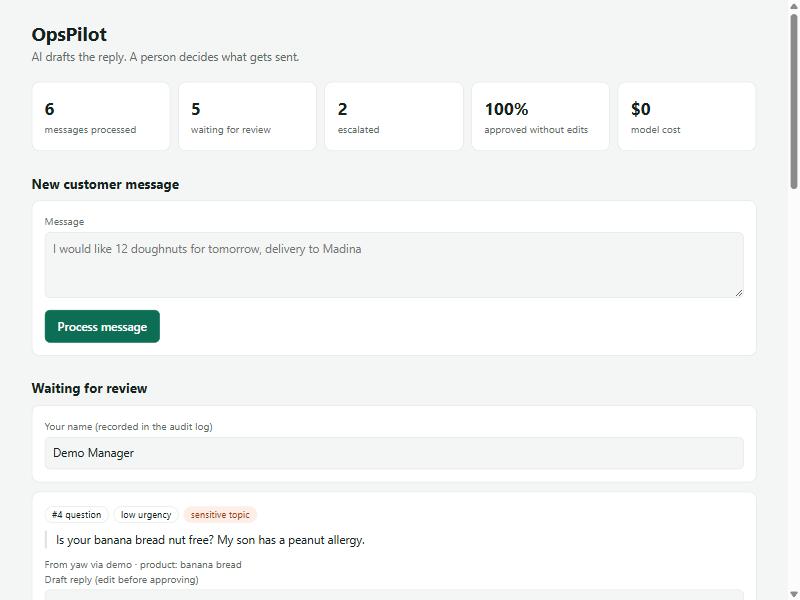 OpsPilot
AI drafts the reply. A person decides what gets sent.
6
messages processed
5
waiting for review
2
escalated
100%
approved without edits
$0
model cost
New customer message
Message
I would like 12 doughnuts for tomorrow, delivery to Madina
Process message
Waiting for review
Your name (recorded in the audit log)
Demo Manager
#4 question
low urgency
sensitive topic
Is your banana bread nut free? My son has a peanut allergy.
From yaw via demo · product: banana bread
Draft reply (edit before approving)